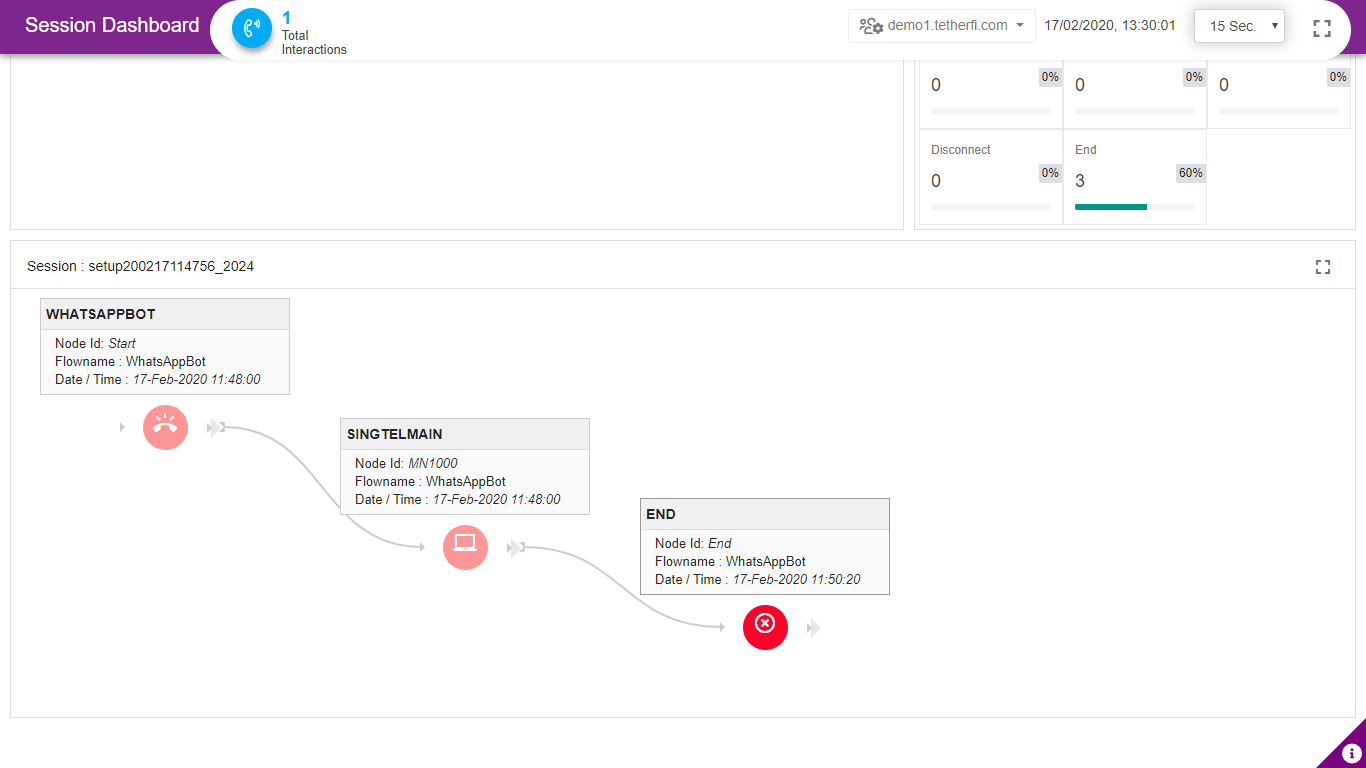 Session Dashboard
1
Total
Interactions
demo1.tetherfi.com
17/02/2020, 13:30:01
15 Sec.
0
0%
0
0%
0
0%
Disconnect
0
0%
End
3
60%
Session : setup200217114756_2024
WHATSAPPBOT
Node Id: Start
Flowname : WhatsAppBot
Date / Time : 17-Feb-2020 11:48:00
SINGTELMAIN
Node Id: MN1000
Flowname : WhatsAppBot
Date / Time : 17-Feb-2020 11:48:00
END
Node Id: End
Flowname : WhatsAppBot
Date / Time : 17-Feb-2020 11:50:20